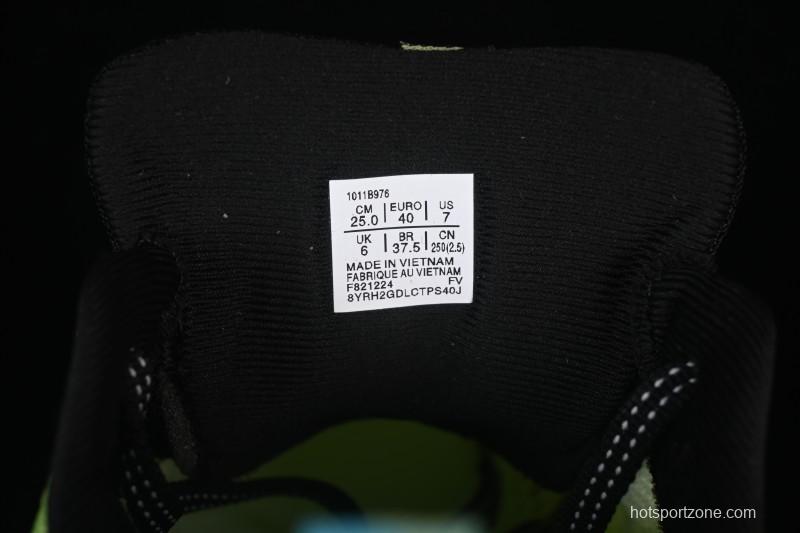 1011B976
CM EURO US
25.0 40 7
UK BR CN
6 37.5 250(2.5)
MADE IN VIETNAM
FABRIQUE AU VIETNAM
F821224 FV
8YRH2GDLCTPS40J
hotsportzone.com